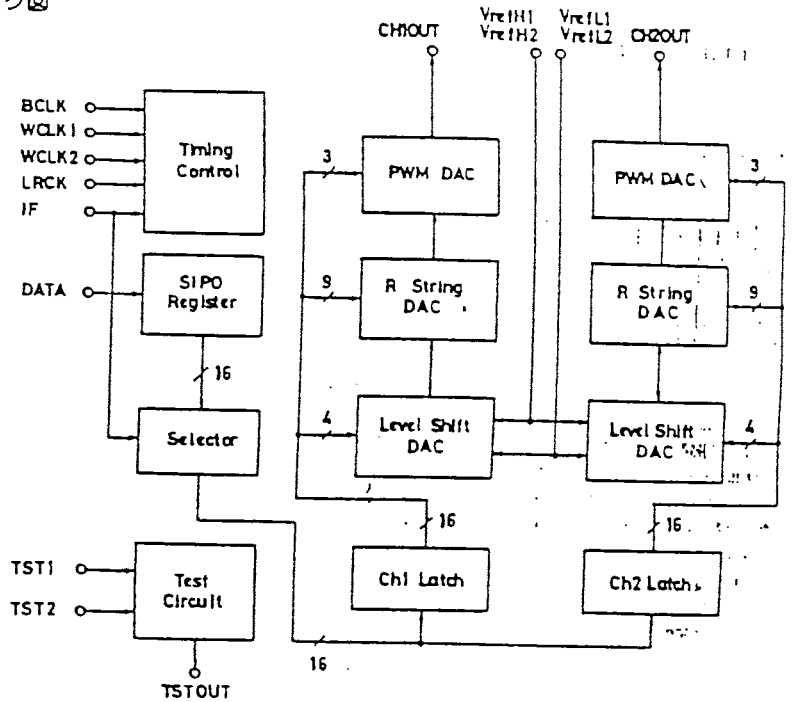 ク図
CH1OUT
VrefH1
VrefH2
VrefL1
VrefL2
CH2OUT
BCLK
WCLK1
WCLK2
LRCK
IF
Timing
Control
DATA
SIPO
Register
16
Selector
TST1
TST2
Test
Circuit
TSTOUT
3
PWM DAC
9
R String
DAC
4
Level Shift
DAC
16
Ch1 Latch
16
PWM DAC
3
R String
DAC
9
Level Shift
DAC
4
16
Ch2 Latch